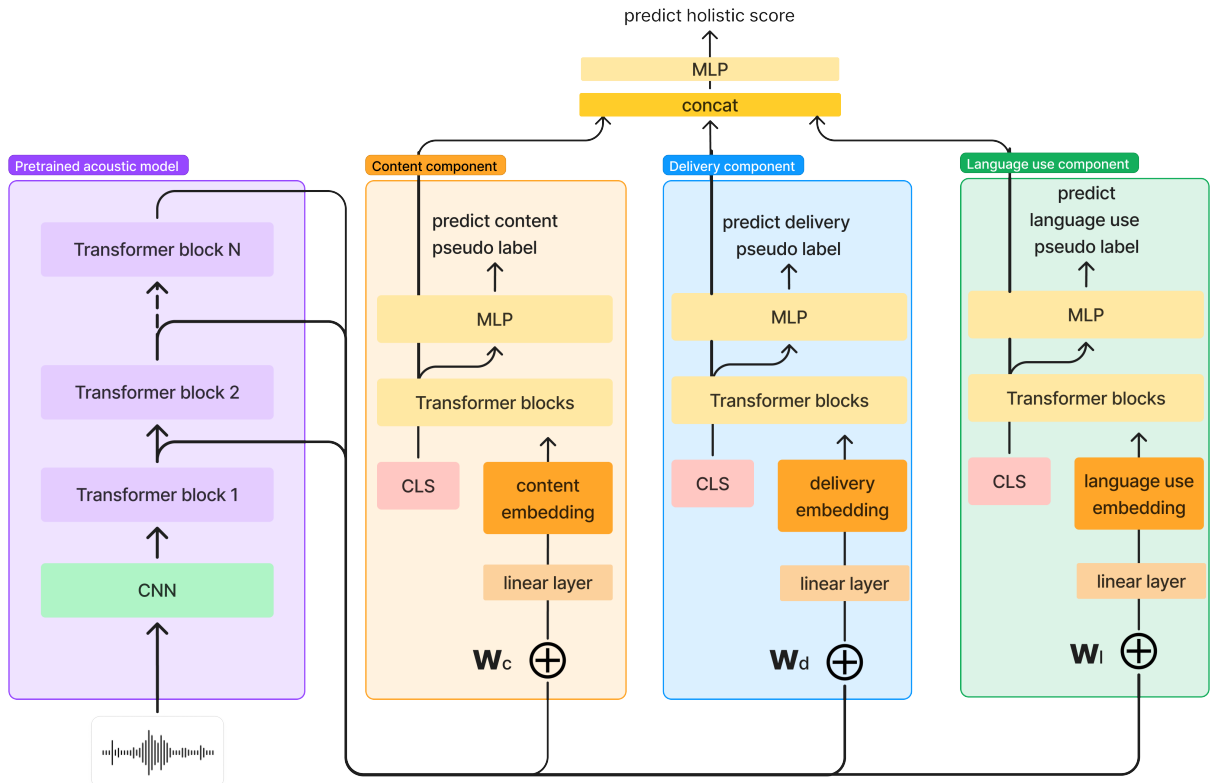 predict holistic score
MLP
concat
Pretrained acoustic model
Transformer block N
Transformer block 2
Transformer block 1
CNN
Content component
predict content
pseudo label
MLP
Transformer blocks
CLS
content
embedding
linear layer
Wc
Delivery component
predict delivery
pseudo label
MLP
Transformer blocks
CLS
delivery
embedding
linear layer
Wd
Language use component
predict
language use
pseudo label
MLP
Transformer blocks
CLS
language use
embedding
linear layer
Wl